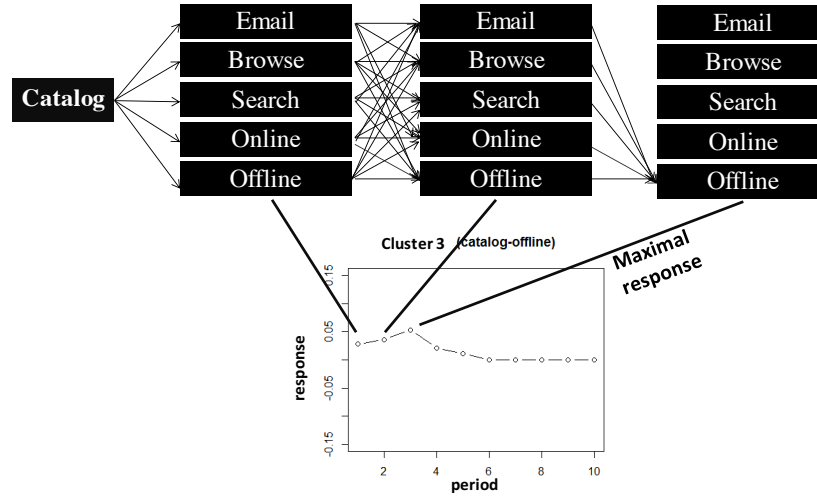 Catalog
Email
Browse
Search
Online
Offline
Email
Browse
Search
Online
Offline
Email
Browse
Search
Online
Offline
Cluster 3 (catalog-offline)
Maximal
response
response
0.15
0.05
-0.05
-0.15
2 4 6 8 10
period